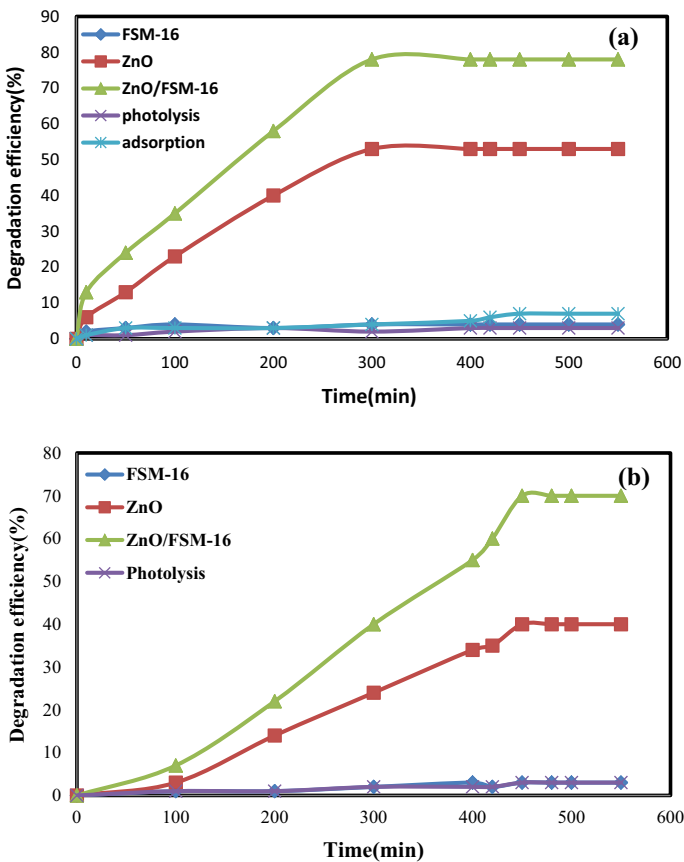 (a)
FSM-16
ZnO
ZnO/FSM-16
photolysis
adsorption
Degradation efficiency(%)
90
80
70
60
50
40
30
20
10
0
0 100 200 300 400 500 600
Time(min)
(b)
FSM-16
ZnO
ZnO/FSM-16
Photolysis
Degradation efficiency(%)
80
70
60
50
40
30
20
10
0
0 100 200 300 400 500 600
Time(min)